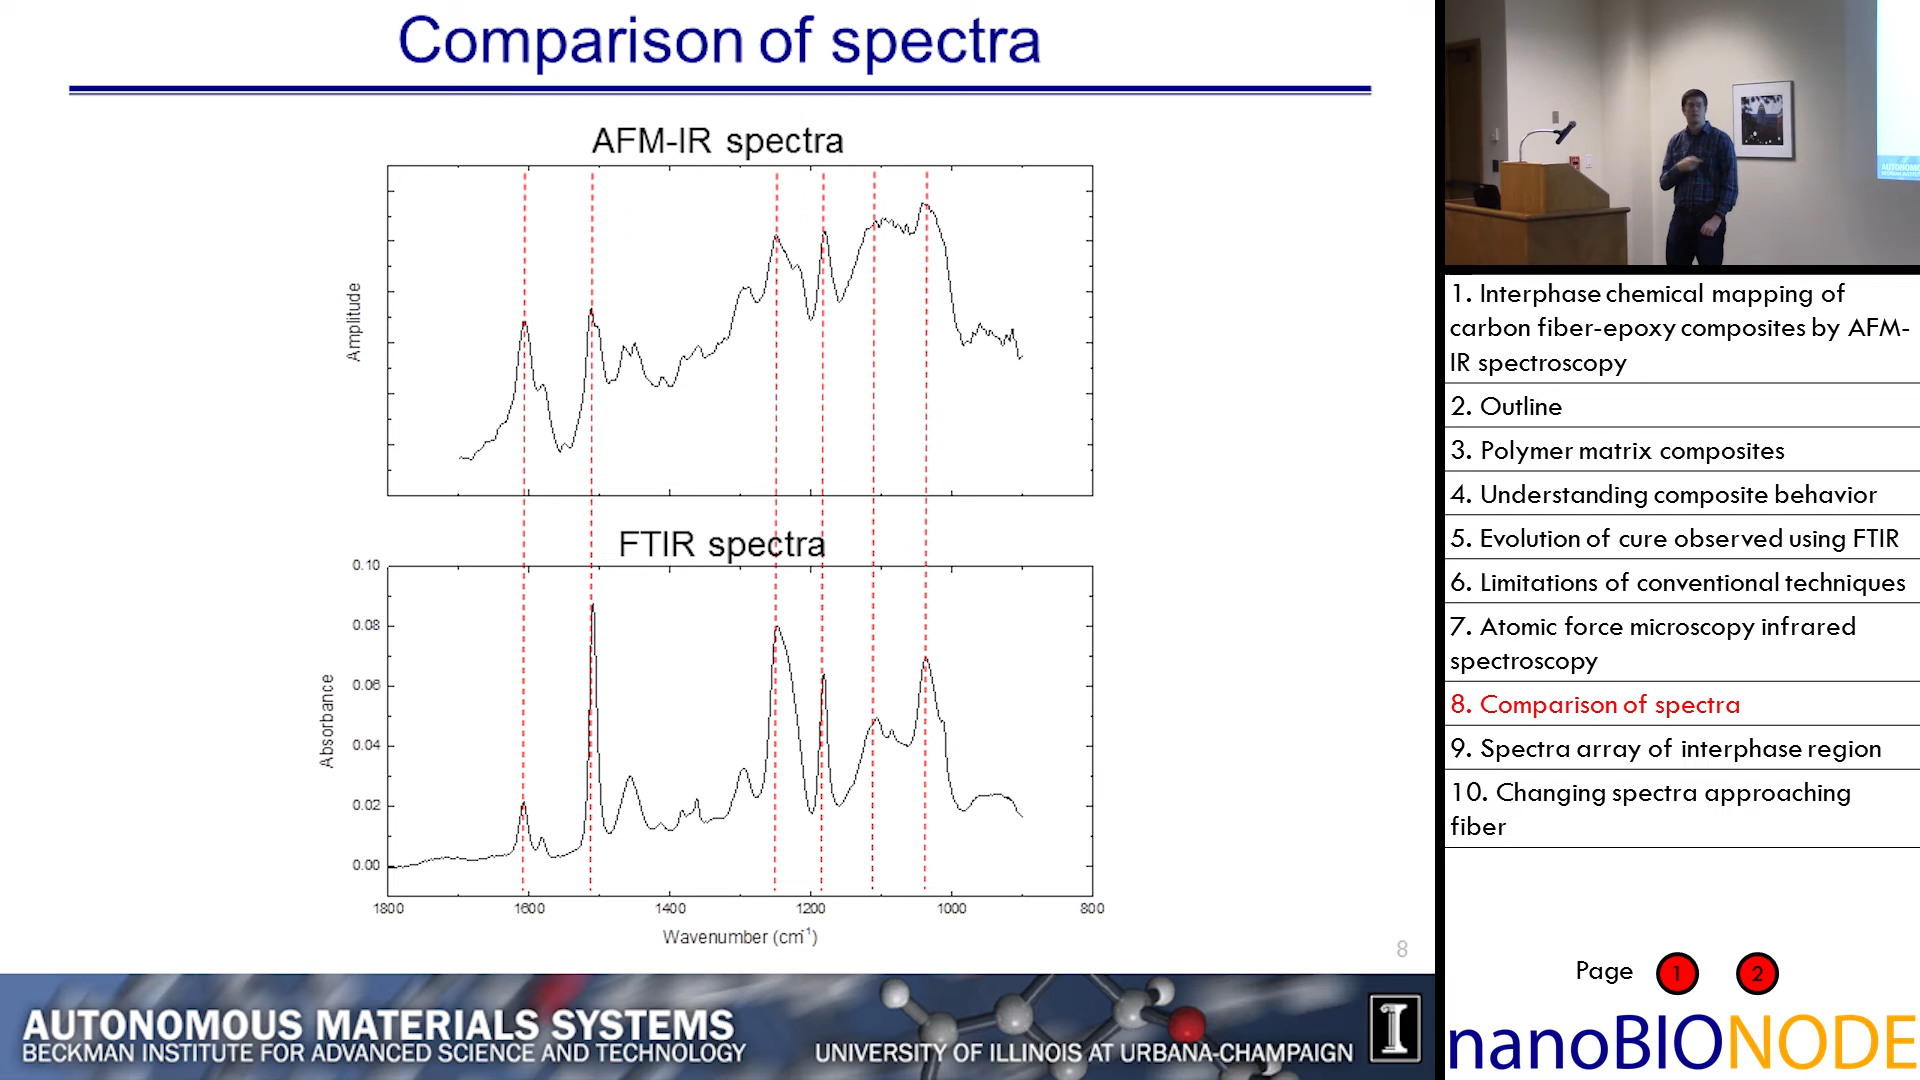 Comparison of spectra
AFM-IR spectra
Amplitude
FTIR spectra
0.10
0.08
0.06
0.04
0.02
0.00
Absorbance
1800 1600 1400 1200 1000 800
Wavenumber (cm⁻¹)
8
AUTONOMOUS MATERIALS SYSTEMS
BECKMAN INSTITUTE FOR ADVANCED SCIENCE AND TECHNOLOGY
UNIVERSITY OF ILLINOIS AT URBANA-CHAMPAIGN
I
1. Interphase chemical mapping of
carbon fiber-epoxy composites by AFM-
IR spectroscopy
2. Outline
3. Polymer matrix composites
4. Understanding composite behavior
5. Evolution of cure observed using FTIR
6. Limitations of conventional techniques
7. Atomic force microscopy infrared
spectroscopy
8. Comparison of spectra
9. Spectra array of interphase region
10. Changing spectra approaching
fiber
Page 1 2
nanoBIONODE